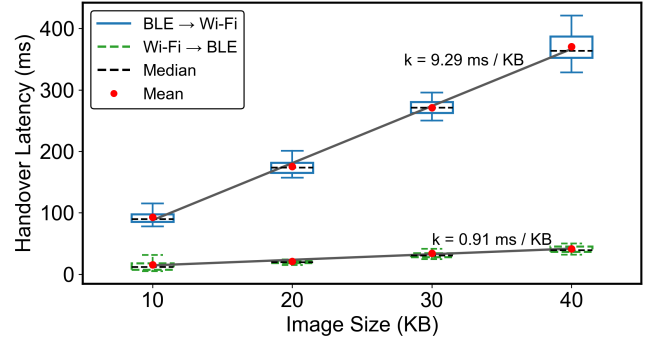 Handover Latency (ms)
400
300
200
100
0
BLE → Wi-Fi
Wi-Fi → BLE
Median
Mean
k = 9.29 ms / KB
k = 0.91 ms / KB
10
20
30
40
Image Size (KB)